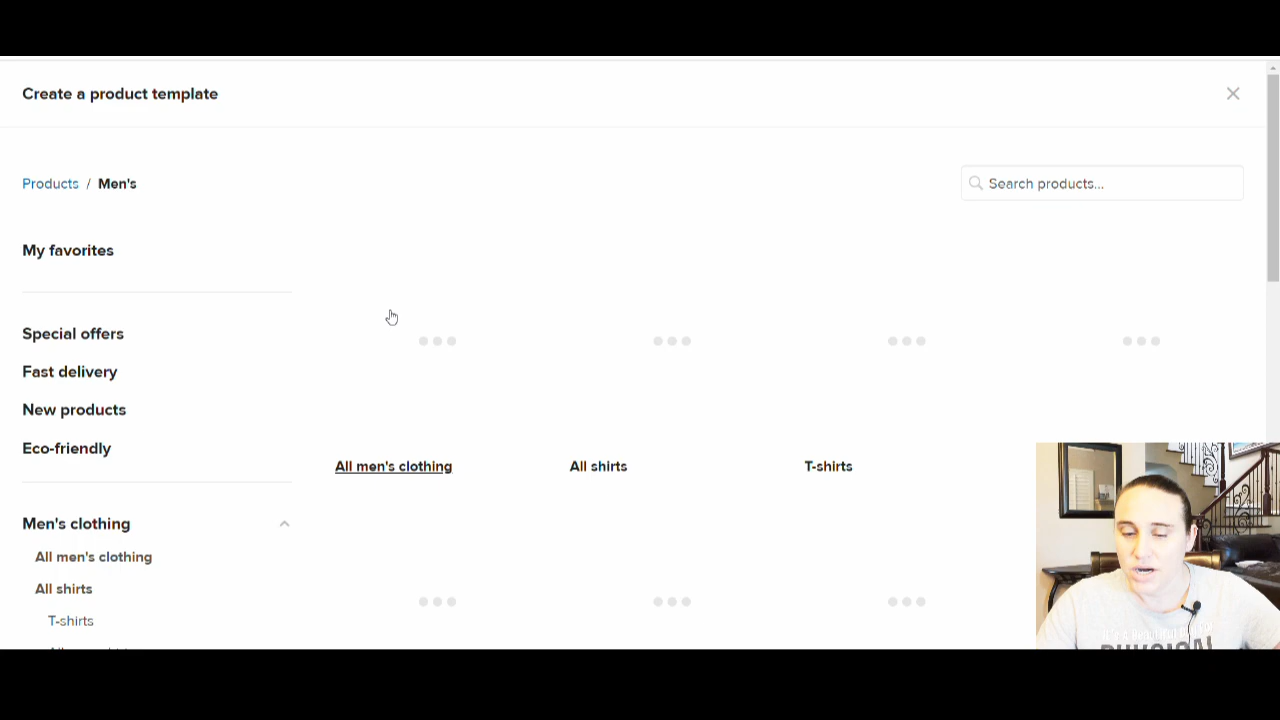 Create a product template
Products / Men's
Search products...
My favorites
Special offers
Fast delivery
New products
Eco-friendly
All men's clothing
All shirts
T-shirts
Men's clothing
All men's clothing
All shirts
T-shirts